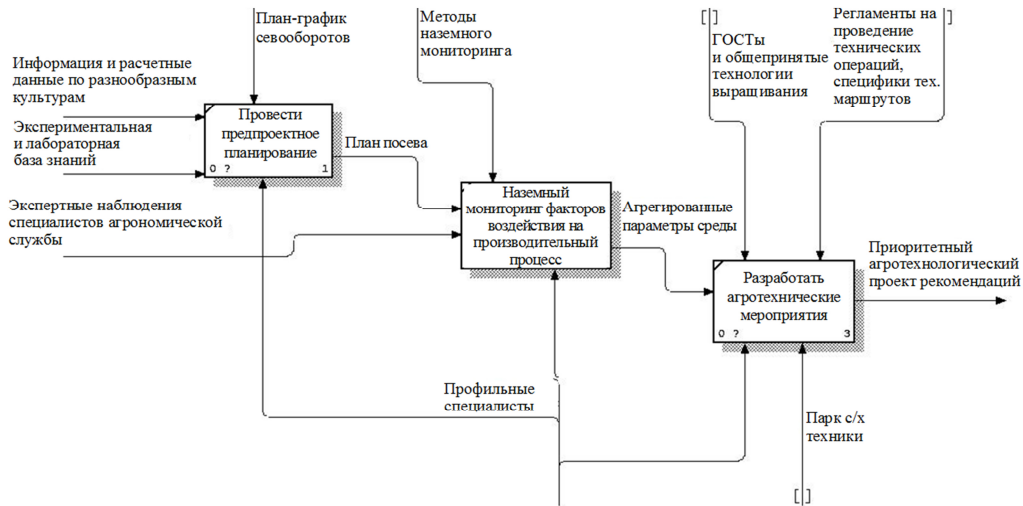 План-график
севооборотов
Методы
наземного
мониторинга
ГОСТы
и общепринятые
технологии
выращивания
Регламенты на
проведение
технических
операций,
специфики тех.
маршрутов
Информация и расчетные
данные по разнообразным
культурам
Экспериментальная
и лабораторная
база знаний
Провести
предпроектное
планирование
0 ? 1
План посева
Экспертные наблюдения
специалистов агрономической
службы
Наземный
мониторинг факторов
воздействия на
производительный
процесс
Агрегированные
параметры среды
Разработать
агротехнические
мероприятия
0 ? 3
Приоритетный
агротехнологический
проект рекомендаций
Профильные
специалисты
Парк с/х
техники